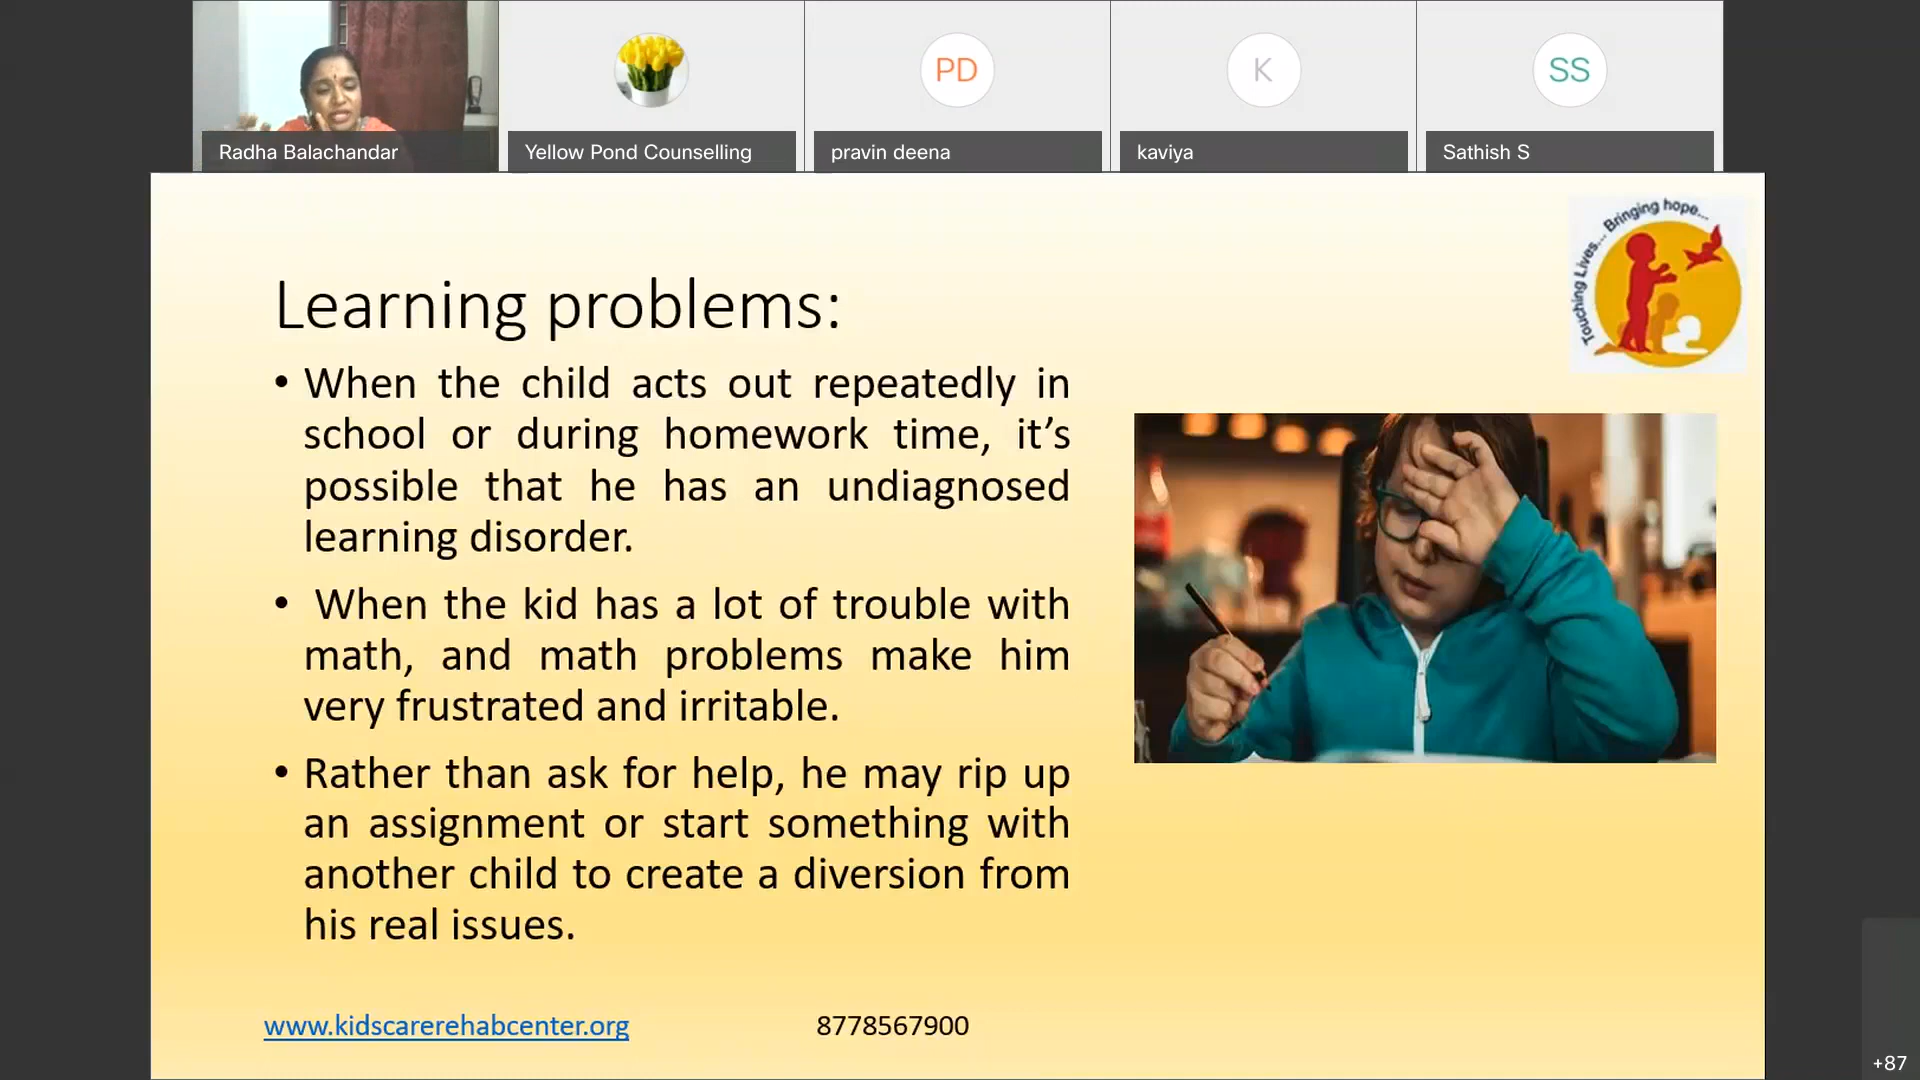 PD
K
SS
Radha Balachandar
Yellow Pond Counselling
pravin deena
kaviya
Sathish S
Touching Lives... Bringing hope...
Learning problems:
• When the child acts out repeatedly in
school or during homework time, it’s
possible that he has an undiagnosed
learning disorder.
• When the kid has a lot of trouble with
math, and math problems make him
very frustrated and irritable.
• Rather than ask for help, he may rip up
an assignment or start something with
another child to create a diversion from
his real issues.
www.kidscarerehabcenter.org
8778567900
+87